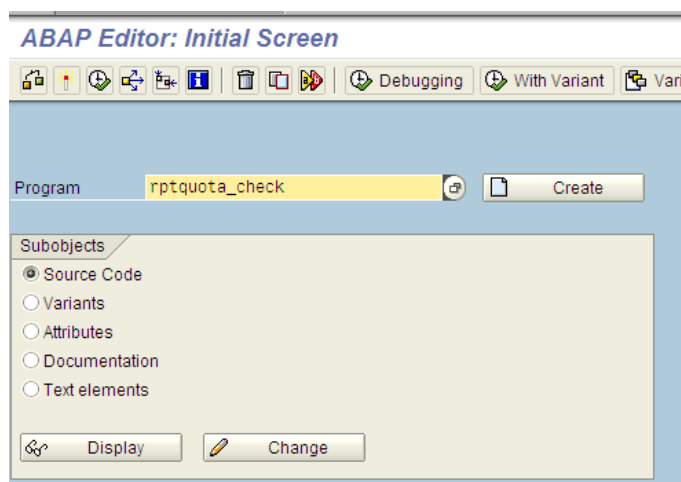 ABAP Editor: Initial Screen
Debugging With Variant Vari
Program rptquota_check Create
Subobjects
Source Code
Variants
Attributes
Documentation
Text elements
Display Change